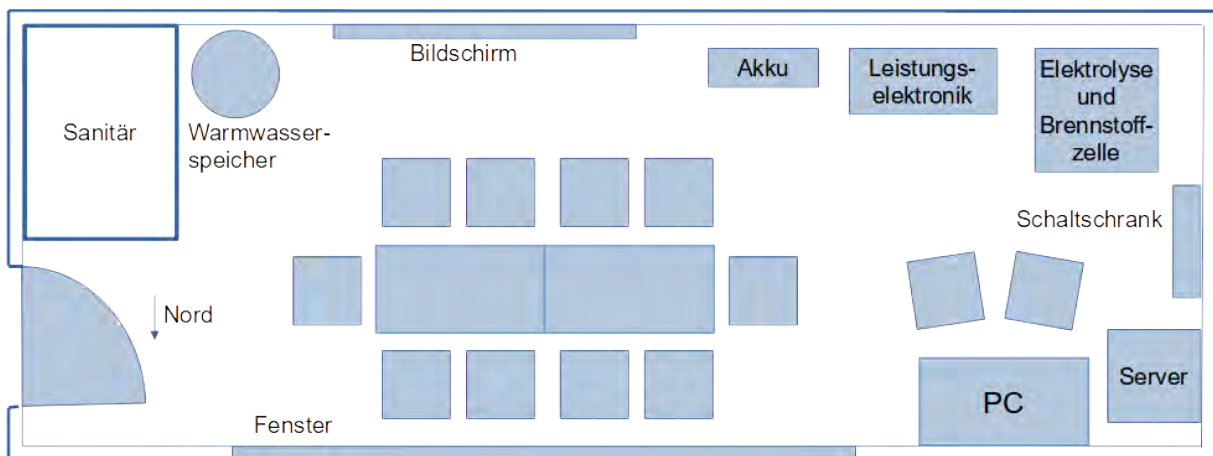 Bildschirm
Akku
Leistungs-
elektronik
Elektrolyse
und
Brennstoff-
zelle
Sanitär
Warmwasser-
speicher
Schaltschrank
Nord
Server
PC
Fenster